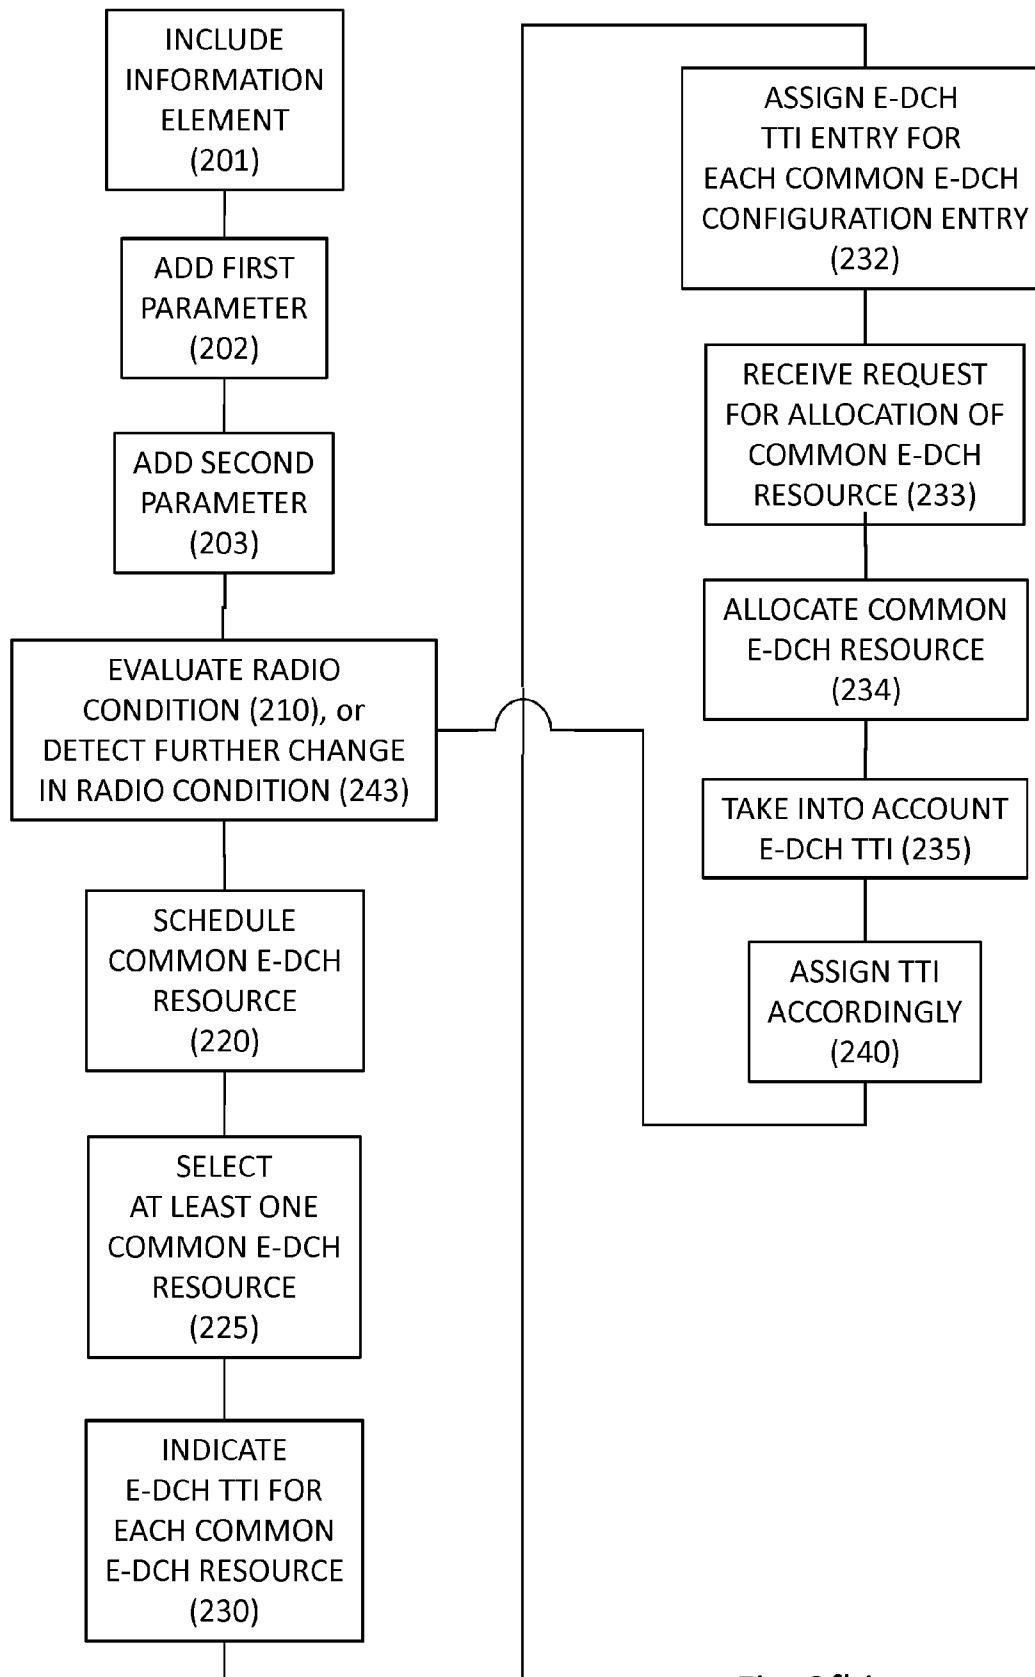 INCLUDE
INFORMATION
ELEMENT
(201)
ADD FIRST
PARAMETER
(202)
ADD SECOND
PARAMETER
(203)
EVALUATE RADIO
CONDITION (210), or
DETECT FURTHER CHANGE
IN RADIO CONDITION (243)
SCHEDULE
COMMON E-DCH
RESOURCE
(220)
SELECT
AT LEAST ONE
COMMON E-DCH
RESOURCE
(225)
INDICATE
E-DCH TTI FOR
EACH COMMON
E-DCH RESOURCE
(230)
ASSIGN E-DCH
TTI ENTRY FOR
EACH COMMON E-DCH
CONFIGURATION ENTRY
(232)
RECEIVE REQUEST
FOR ALLOCATION OF
COMMON E-DCH
RESOURCE (233)
ALLOCATE COMMON
E-DCH RESOURCE
(234)
TAKE INTO ACCOUNT
E-DCH TTI (235)
ASSIGN TTI
ACCORDINGLY
(240)